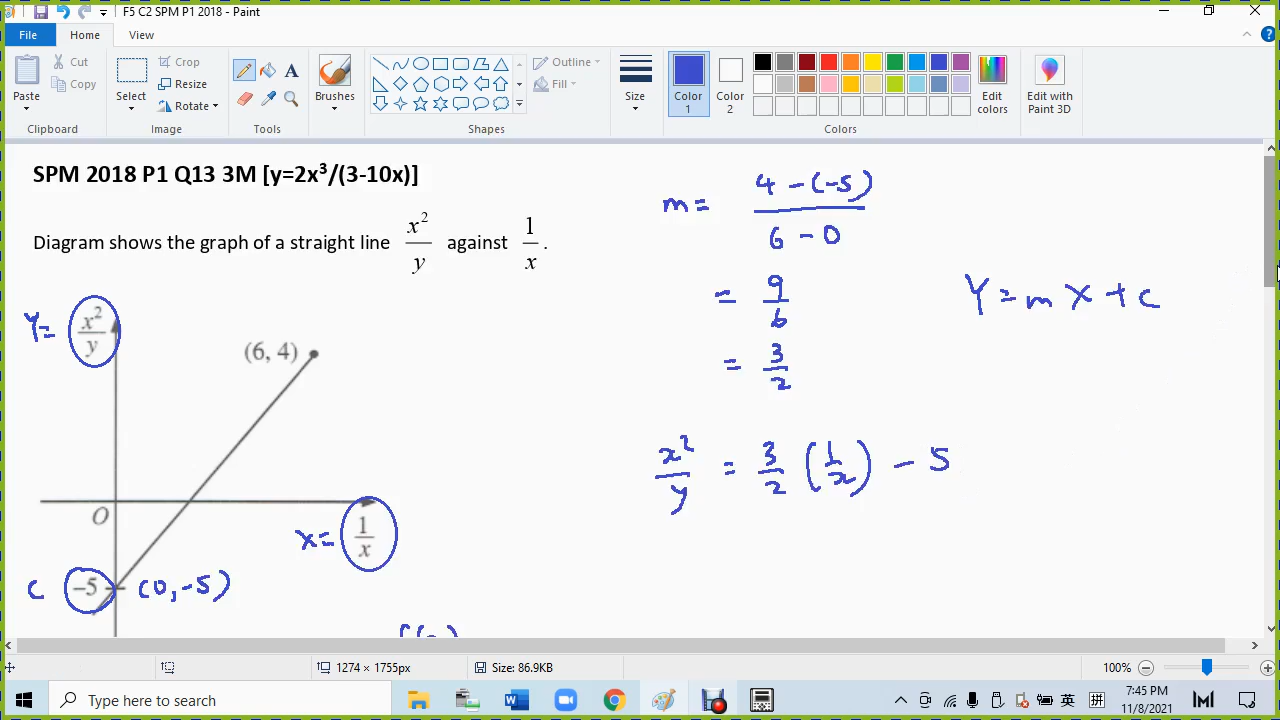 F5 C2 SPM P1 2018 - Paint
File Home View
Paste Cut Copy Clipboard
Select Crop Resize Rotate Image
Tools
Brushes
Shapes Outline Fill
Size
Color 1 Color 2 Edit colors Colors
Edit with Paint 3D
SPM 2018 P1 Q13 3M [y=2x³/(3-10x)]
Diagram shows the graph of a straight line x²/y against 1/x.
Y= x²/y
(6, 4)
O
X= 1/x
C -5 (0, -5)
m = (4 - (-5))/(6 - 0)
= 9/6
= 3/2
Y = mX + C
x²/y = 3/2 (1/x) - 5
1274 × 1755px Size: 86.9KB 100%
Type here to search
英 拼 7:45 PM
11/8/2021